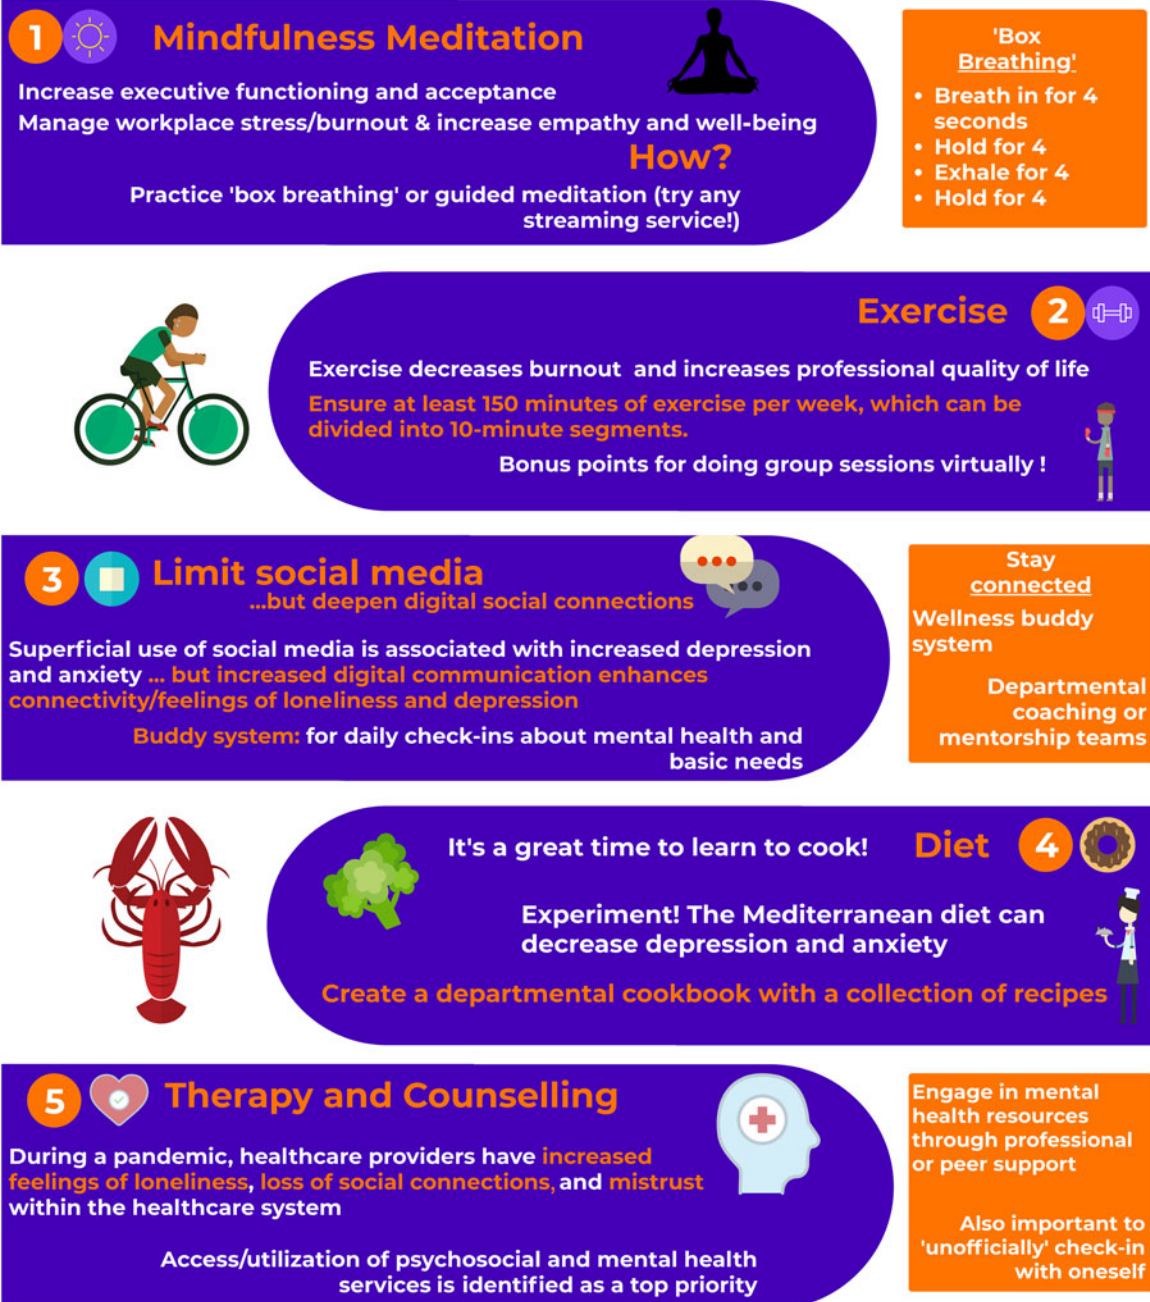 1
Mindfulness Meditation
Increase executive functioning and acceptance
Manage workplace stress/burnout & increase empathy and well-being
How?
Practice 'box breathing' or guided meditation (try any
streaming service!)
'Box
Breathing'
• Breath in for 4
seconds
• Hold for 4
• Exhale for 4
• Hold for 4
Exercise 2
Exercise decreases burnout and increases professional quality of life
Ensure at least 150 minutes of exercise per week, which can be
divided into 10-minute segments.
Bonus points for doing group sessions virtually !
3
Limit social media
...but deepen digital social connections
Superficial use of social media is associated with increased depression
and anxiety ... but increased digital communication enhances
connectivity/feelings of loneliness and depression
Buddy system: for daily check-ins about mental health and
basic needs
Stay
connected
Wellness buddy
system
Departmental
coaching or
mentorship teams
It's a great time to learn to cook!
Diet 4
Experiment! The Mediterranean diet can
decrease depression and anxiety
Create a departmental cookbook with a collection of recipes
5
Therapy and Counselling
During a pandemic, healthcare providers have increased
feelings of loneliness, loss of social connections, and mistrust
within the healthcare system
Access/utilization of psychosocial and mental health
services is identified as a top priority
Engage in mental
health resources
through professional
or peer support
Also important to
'unofficially' check-in
with oneself